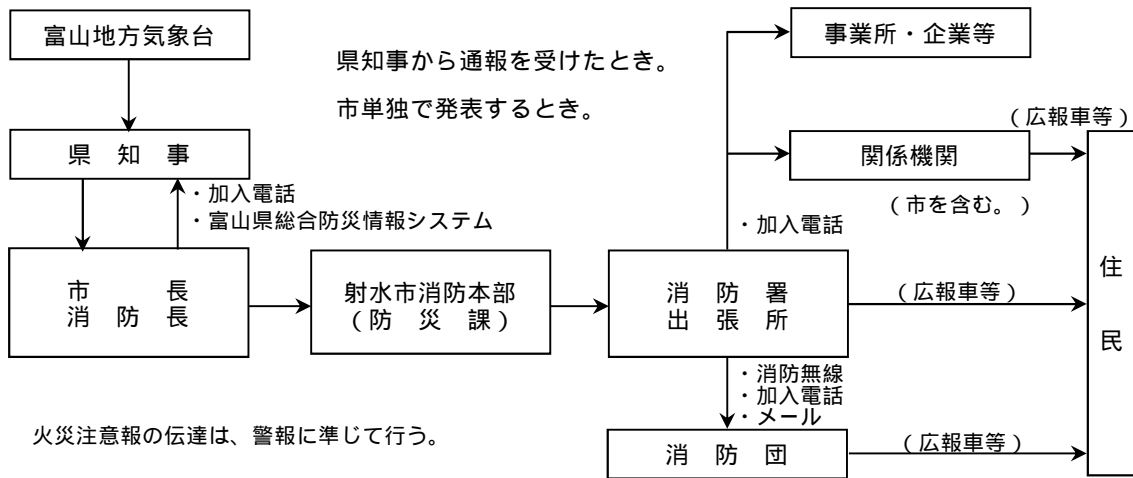 富山地方気象台
県知事から通報を受けたとき。
市単独で発表するとき。
事業所・企業等
県　知　事
・加入電話
・富山県総合防災情報システム
（広報車等）
関係機関
（市を含む。）
・加入電話
市　　　長
消　防　長
射水市消防本部
（防　災　課）
消　防　署
出　張　所
（広報車等）
住
民
・消防無線
・加入電話
・メール
火災注意報の伝達は、警報に準じて行う。
消　防　団
（広報車等）